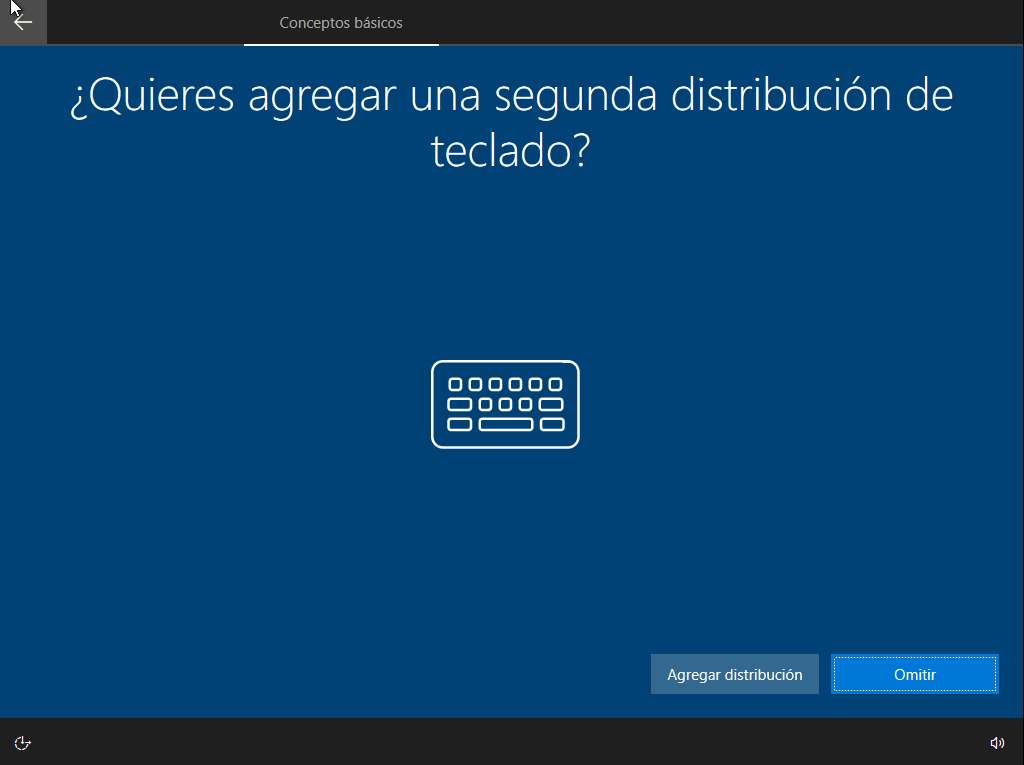 Conceptos básicos
¿Quieres agregar una segunda distribución de
teclado?
Agregar distribución
Omitir